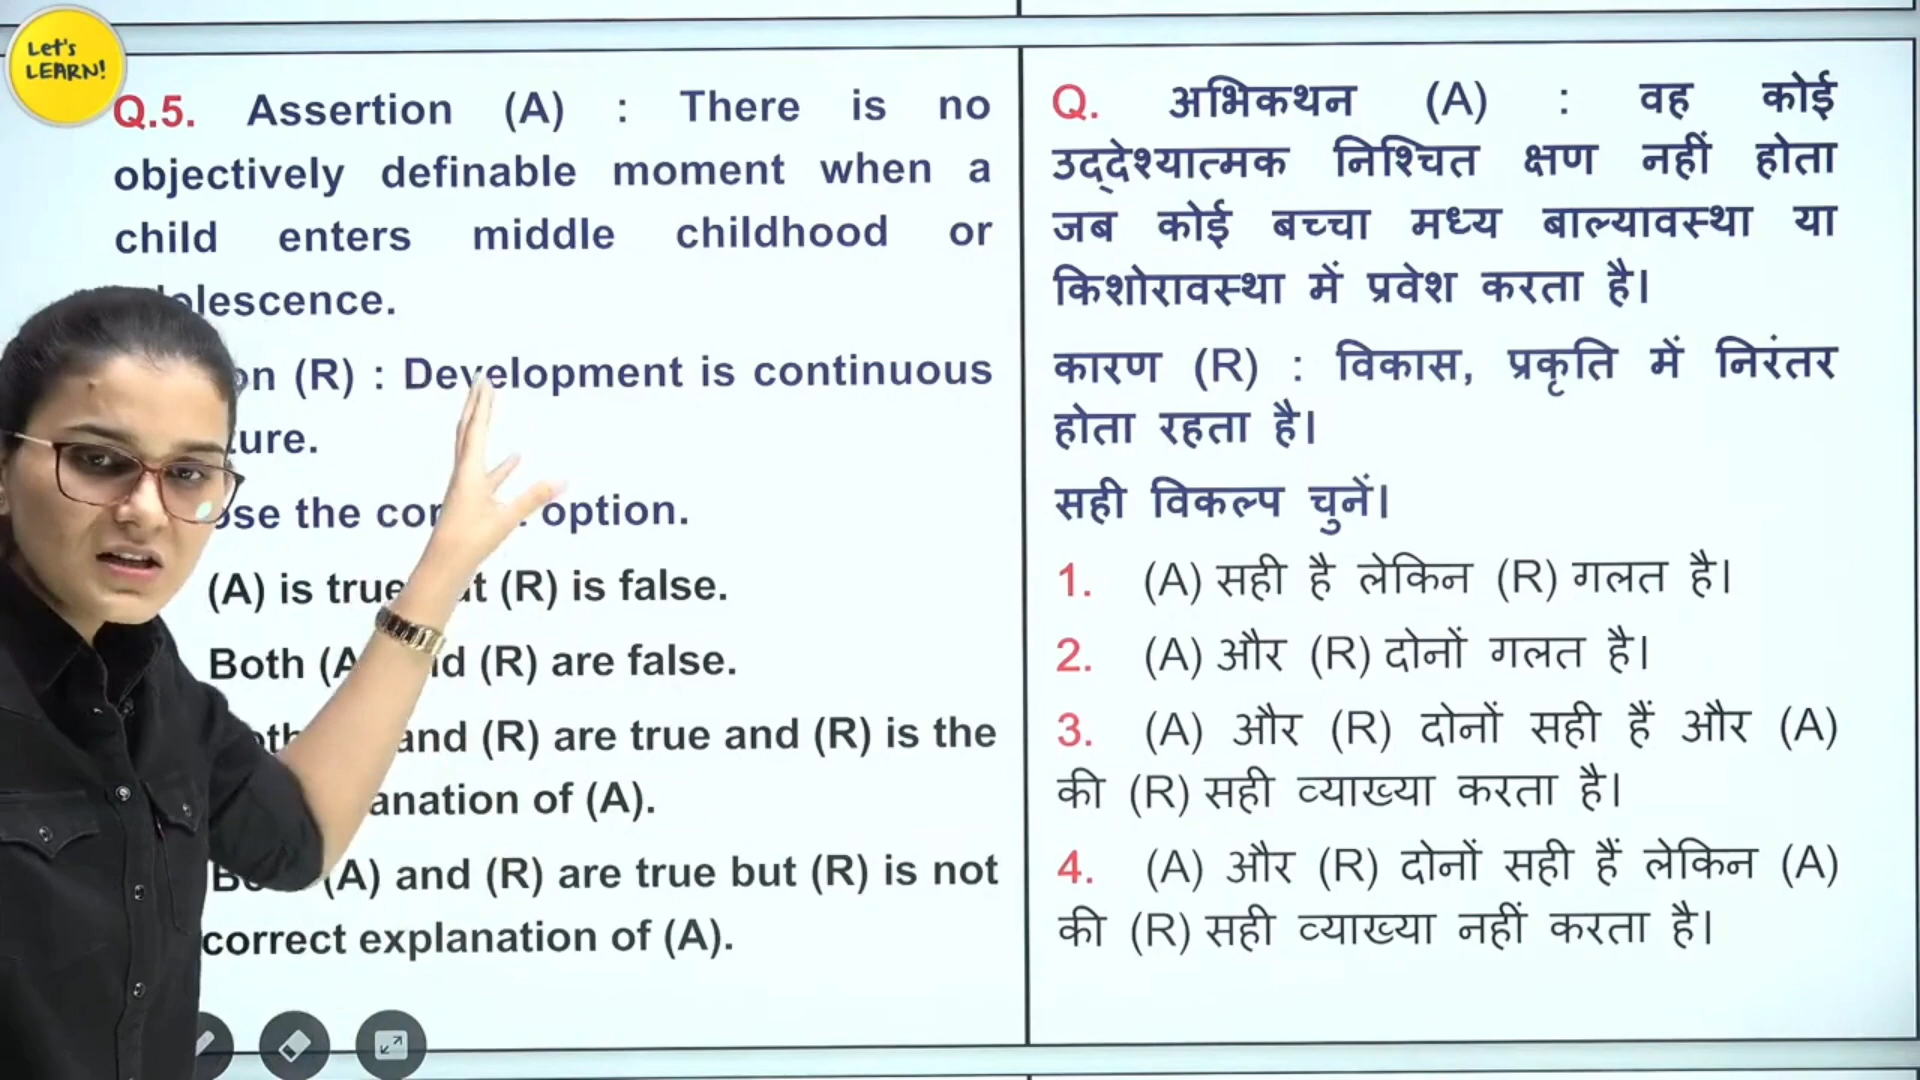 Let's
LEARN!
Q.5. Assertion (A) : There is no
objectively definable moment when a
child enters middle childhood or
lescence.
on (R) : Development is continuous
ure.
ose the option.
(A) is true (R) is false.
Both (A (R) are false.
and (R) are true and (R) is the
anation of (A).
(A) and (R) are true but (R) is not
correct explanation of (A).
Q. अभिकथन (A) : वह कोई
उद्देश्यात्मक निश्चित क्षण नहीं होता
जब कोई बच्चा मध्य बाल्यावस्था या
किशोरावस्था में प्रवेश करता है।
कारण (R) : विकास, प्रकृति में निरंतर
होता रहता है।
सही विकल्प चुनें।
1. (A) सही है लेकिन (R) गलत है।
2. (A) और (R) दोनों गलत है।
3. (A) और (R) दोनों सही हैं और (A)
की (R) सही व्याख्या करता है।
4. (A) और (R) दोनों सही हैं लेकिन (A)
की (R) सही व्याख्या नहीं करता है।